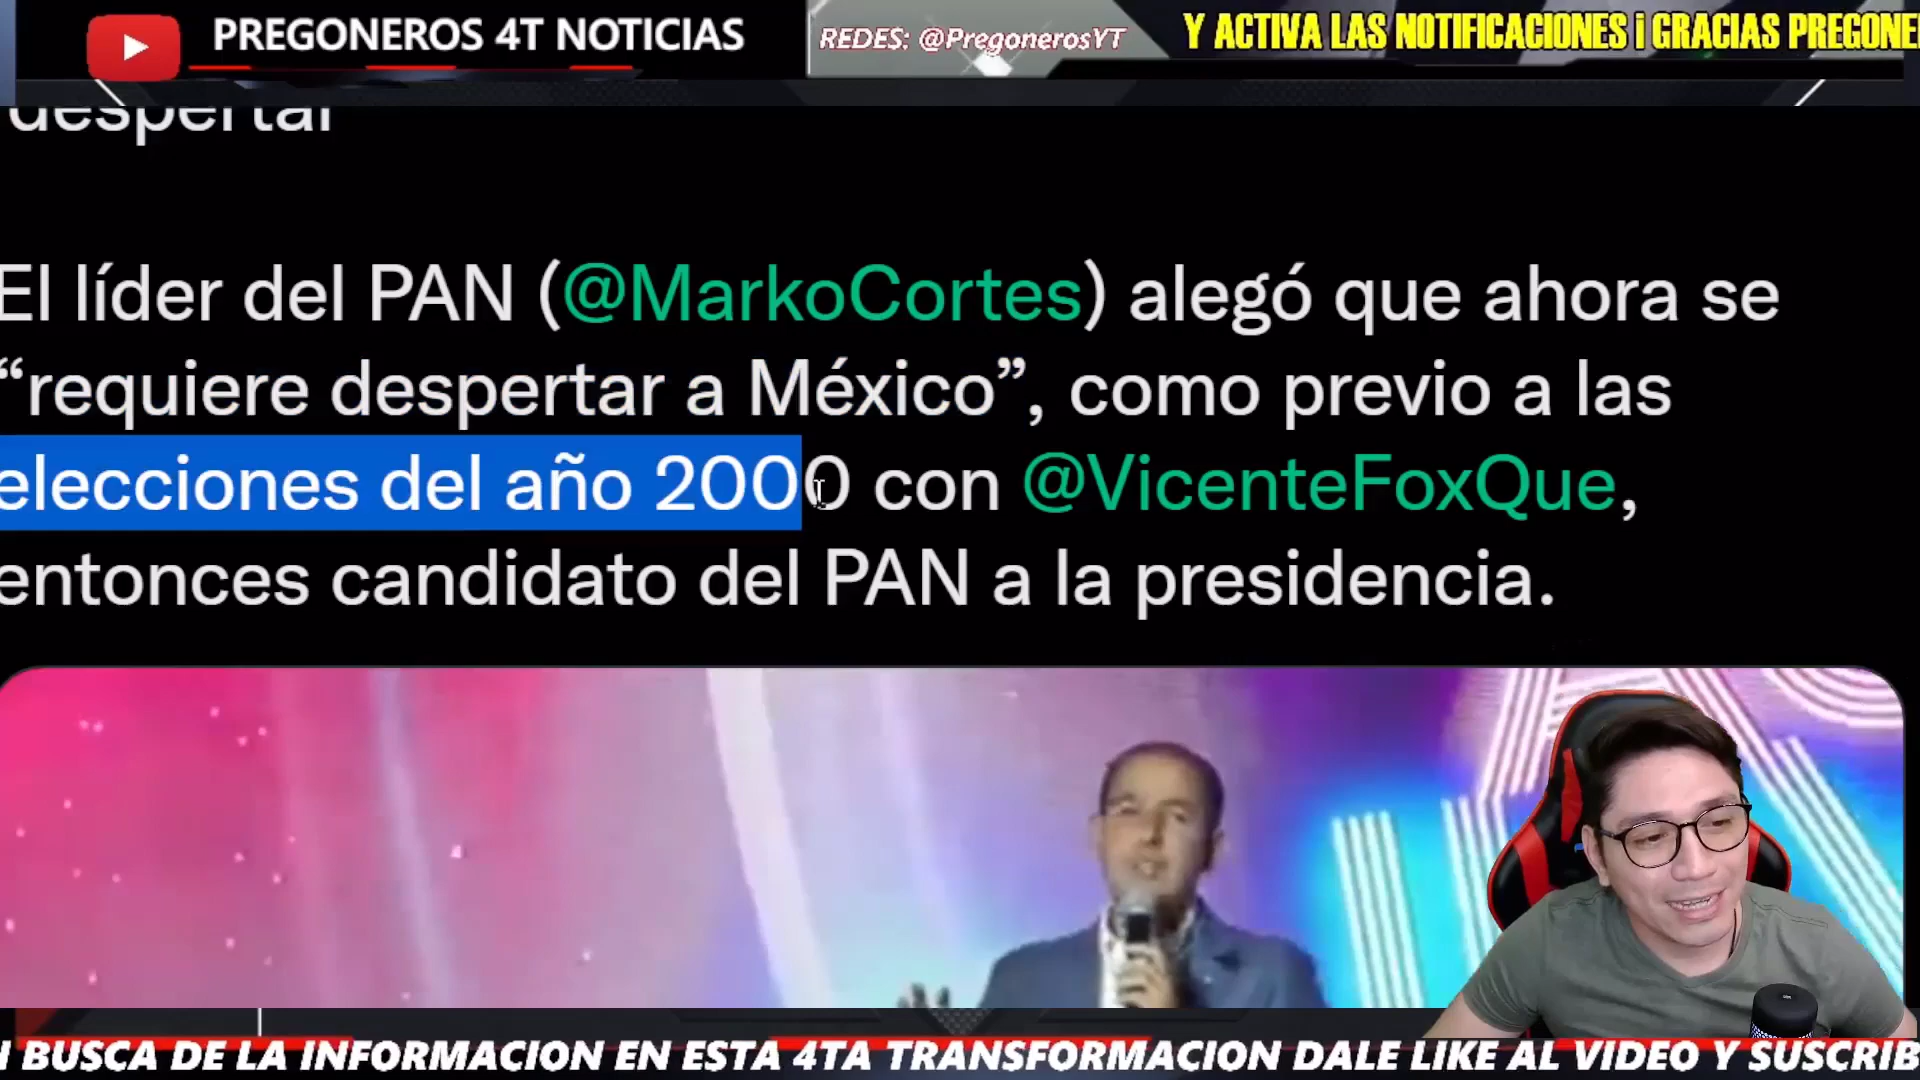 PREGONEROS 4T NOTICIAS
REDES: @PregonerosYT
Y ACTIVA LAS NOTIFICACIONES ¡ GRACIAS PREGONE
despertar
El líder del PAN (@MarkoCortes) alegó que ahora se
“requiere despertar a México”, como previo a las
elecciones del año 2000 con @VicenteFoxQue,
entonces candidato del PAN a la presidencia.
N BUSCA DE LA INFORMACION EN ESTA 4TA TRANSFORMACION DALE LIKE AL VIDEO Y SUSCRIB